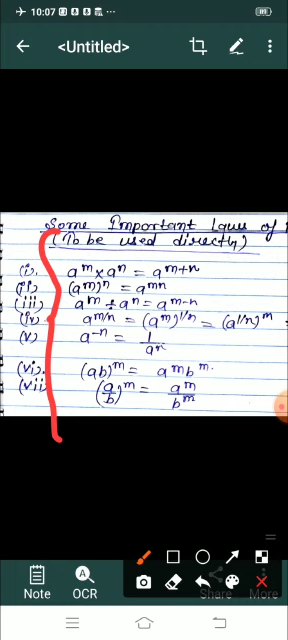 10:07
<Untitled>
Some Important Laws of
(To be used directly)
(i). a^m × a^n = a^{m+n}
(ii) (a^m)^n = a^{mn}
(iii) a^m ÷ a^n = a^{m-n}
(iv) a^{m/n} = (a^m)^{1/n} = (a^{1/n})^m =
(v) a^{-n} = 1/a^n
(vi). (ab)^m = a^m b^m.
(vii) (a/b)^m = a^m/b^m
Note OCR Share More